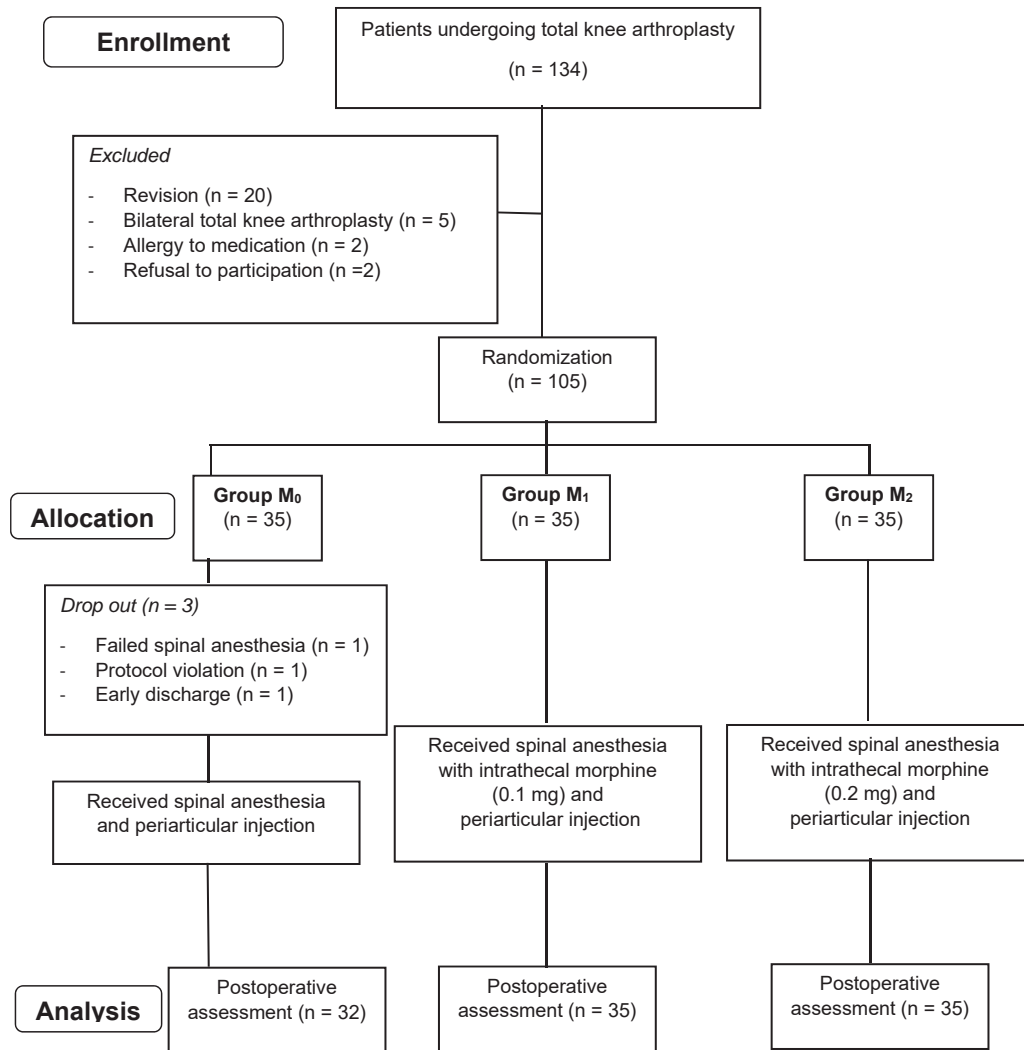 Enrollment
Patients undergoing total knee arthroplasty
(n = 134)
Excluded
- Revision (n = 20)
- Bilateral total knee arthroplasty (n = 5)
- Allergy to medication (n = 2)
- Refusal to participation (n =2)
Randomization
(n = 105)
Allocation
Group M₀
(n = 35)
Group M₁
(n = 35)
Group M₂
(n = 35)
Drop out (n = 3)
- Failed spinal anesthesia (n = 1)
- Protocol violation (n = 1)
- Early discharge (n = 1)
Received spinal anesthesia
and periarticular injection
Received spinal anesthesia
with intrathecal morphine
(0.1 mg) and
periarticular injection
Received spinal anesthesia
with intrathecal morphine
(0.2 mg) and
periarticular injection
Analysis
Postoperative
assessment (n = 32)
Postoperative
assessment (n = 35)
Postoperative
assessment (n = 35)